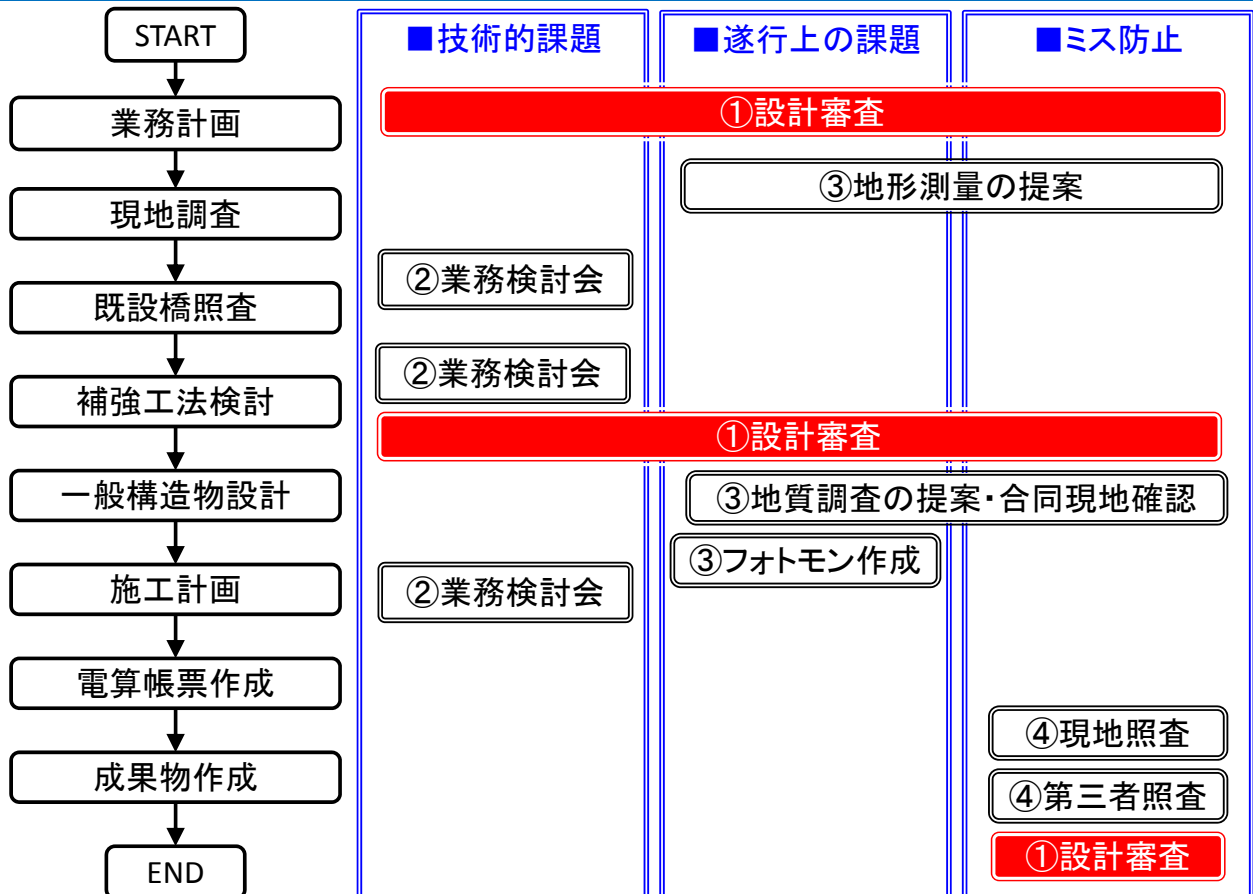 START
■技術的課題
■遂行上の課題
■ミス防止
業務計画
①設計審査
現地調査
③地形測量の提案
既設橋照査
②業務検討会
補強工法検討
②業務検討会
①設計審査
一般構造物設計
③地質調査の提案・合同現地確認
③フォトモン作成
施工計画
②業務検討会
電算帳票作成
④現地照査
成果物作成
④第三者照査
①設計審査
END